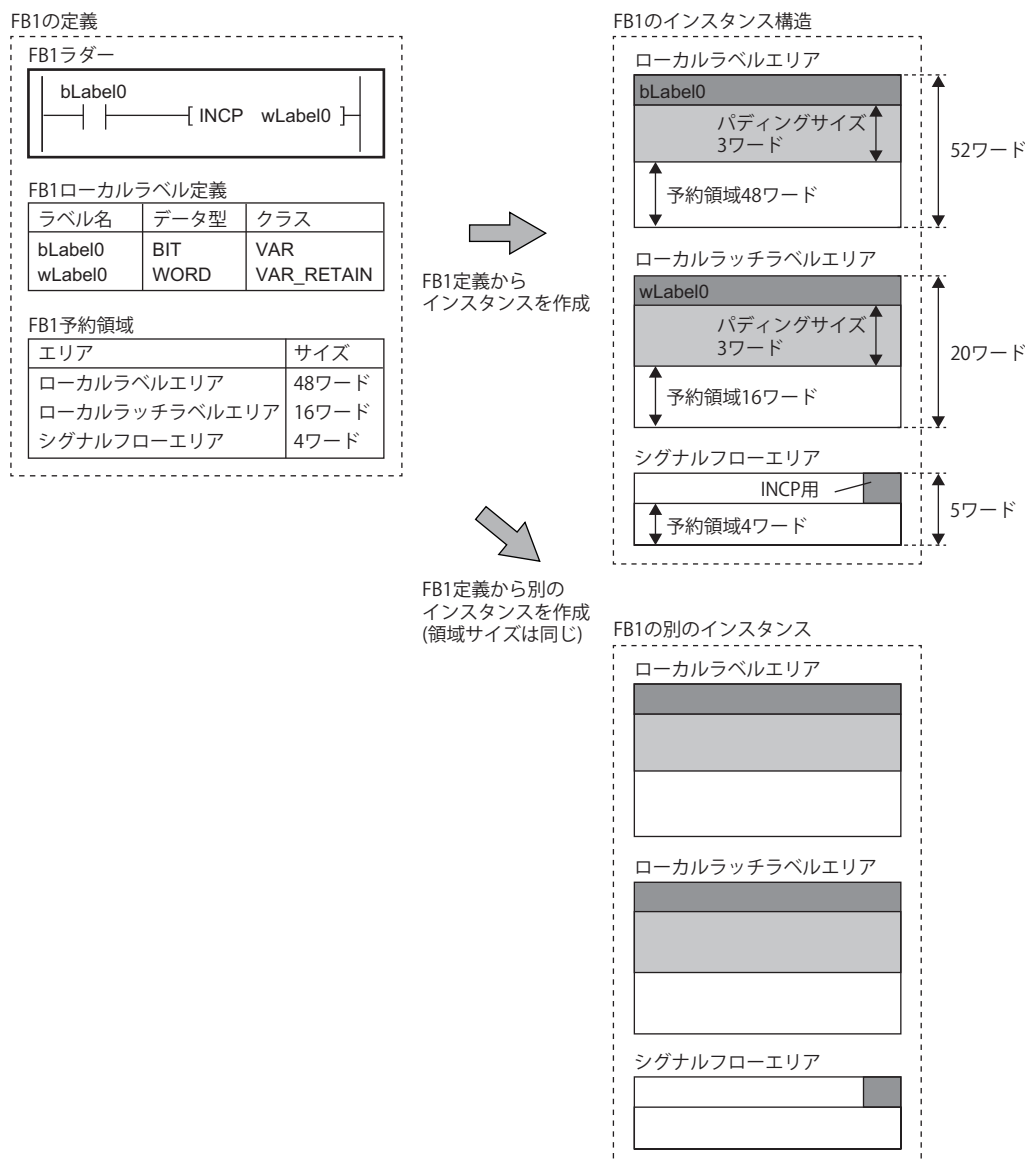 FB1の定義
FB1ラダー
bLabel0
INCP wLabel0
FB1ローカルラベル定義
ラベル名 データ型 クラス
bLabel0 BIT VAR
wLabel0 WORD VAR_RETAIN
FB1予約領域
エリア サイズ
ローカルラベルエリア 48ワード
ローカルラッチラベルエリア 16ワード
シグナルフローエリア 4ワード
FB1定義から
インスタンスを作成
FB1のインスタンス構造
ローカルラベルエリア
bLabel0
パディングサイズ
3ワード
予約領域48ワード
52ワード
ローカルラッチラベルエリア
wLabel0
パディングサイズ
3ワード
予約領域16ワード
20ワード
シグナルフローエリア
INCP用
予約領域4ワード
5ワード
FB1定義から別の
インスタンスを作成
(領域サイズは同じ)
FB1の別のインスタンス
ローカルラベルエリア
ローカルラッチラベルエリア
シグナルフローエリア